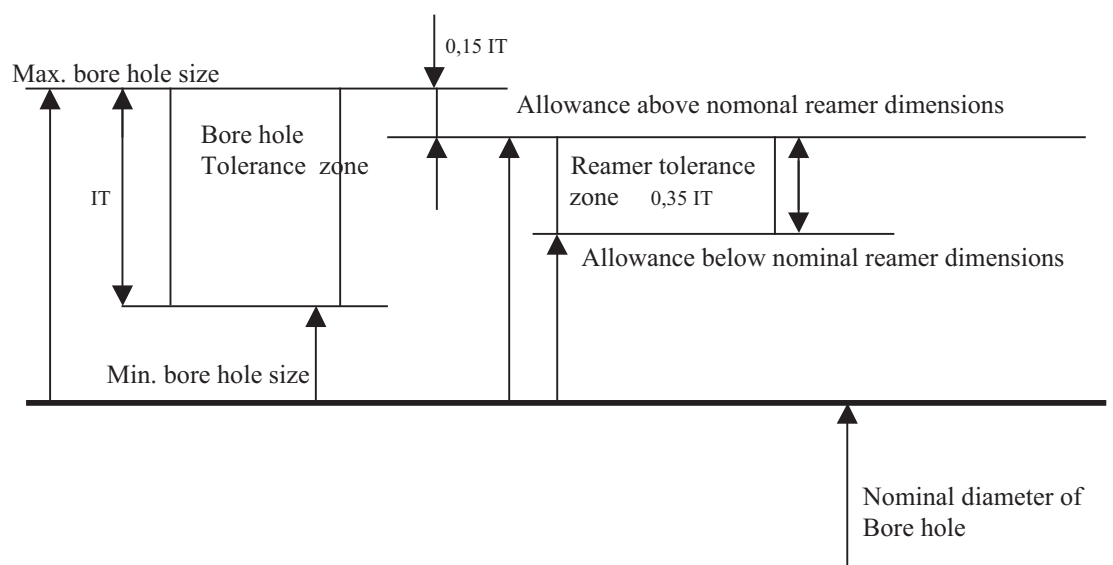 0,15 IT
Max. bore hole size
Allowance above nomonal reamer dimensions
Bore hole
Tolerance zone
IT
Reamer tolerance
zone 0,35 IT
Allowance below nominal reamer dimensions
Min. bore hole size
Nominal diameter of
Bore hole